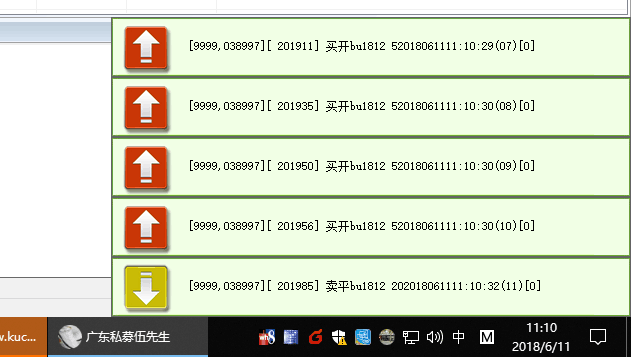 [9999,038997][ 201911] 买开bu1812 52018061111:10:29(07)[0]
[9999,038997][ 201935] 买开bu1812 52018061111:10:30(08)[0]
[9999,038997][ 201950] 买开bu1812 52018061111:10:30(09)[0]
[9999,038997][ 201956] 买开bu1812 52018061111:10:30(10)[0]
[9999,038997][ 201985] 卖平bu1812 202018061111:10:32(11)[0]
w.kuc...
广东私募伍先生
中
M
11:10
2018/6/11